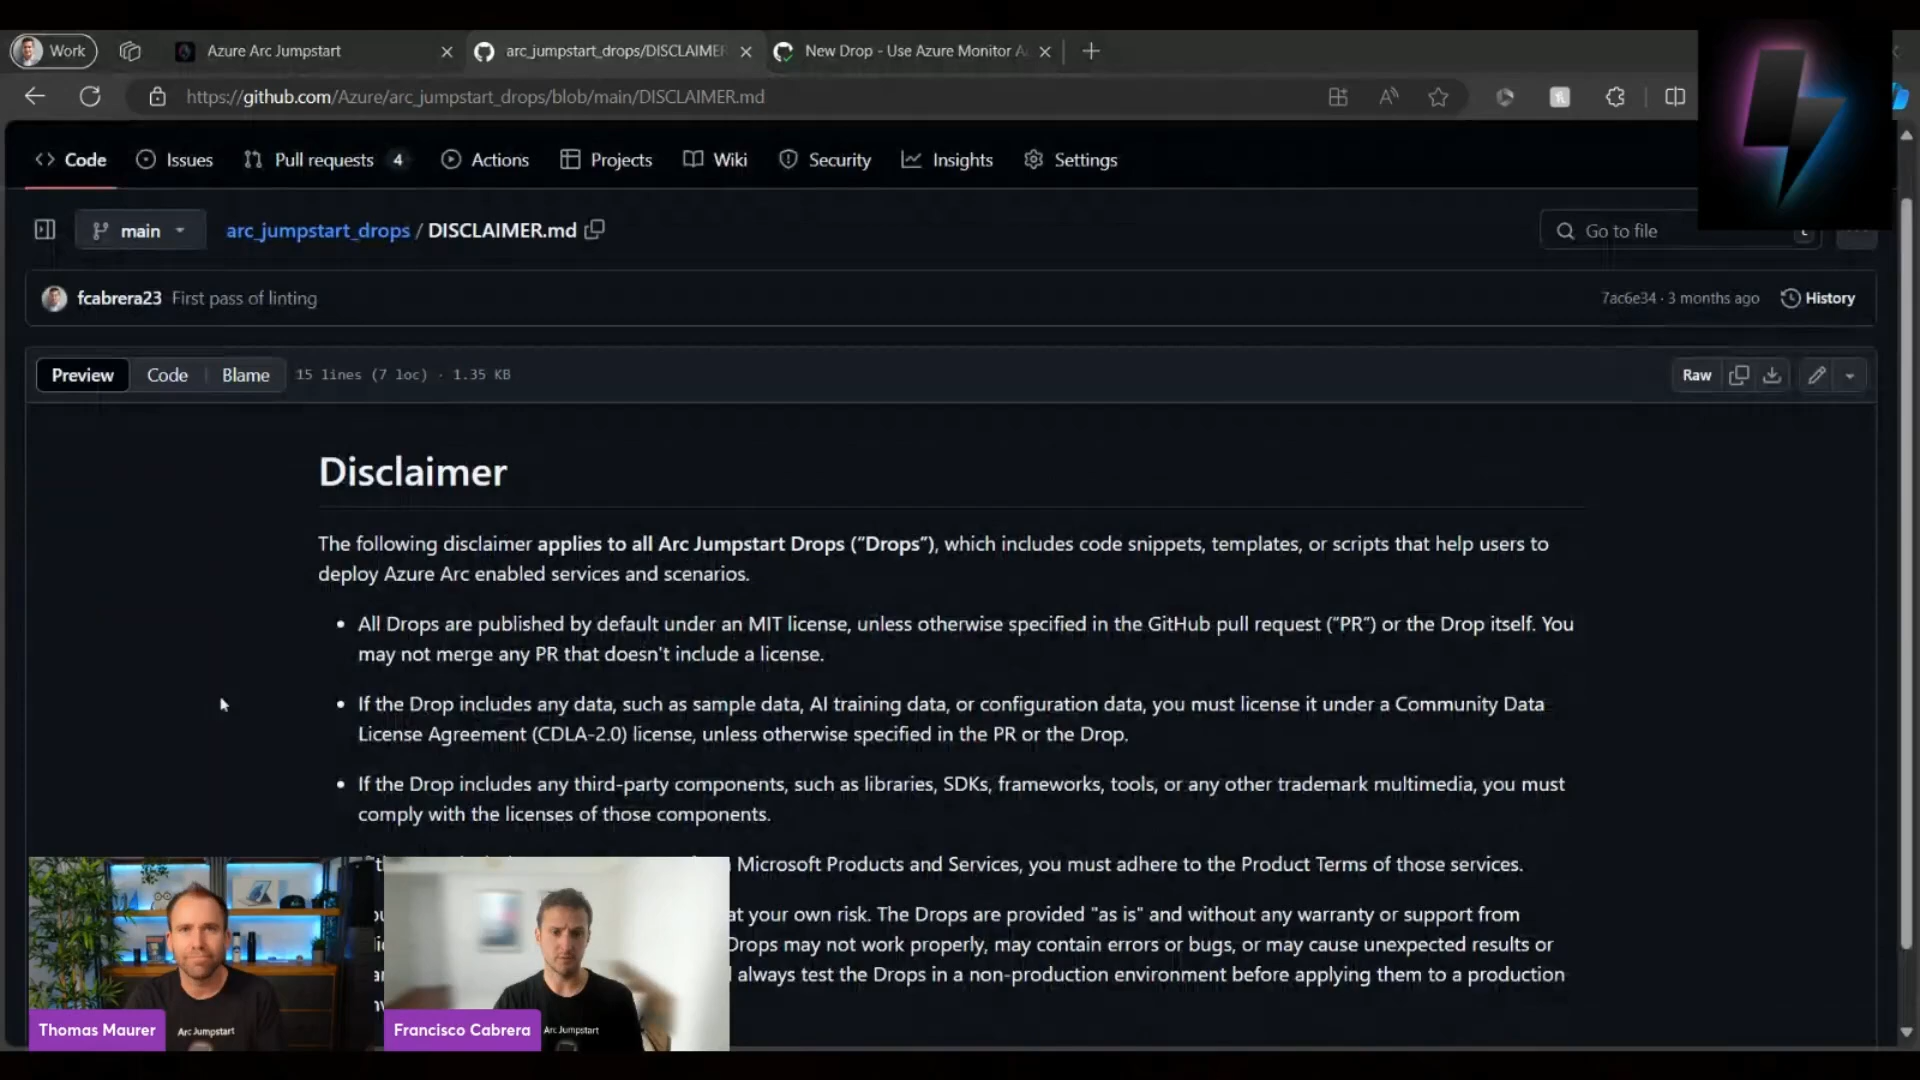 Work
Azure Arc Jumpstart
arc_jumpstart_drops/DISCLAIMER
New Drop - Use Azure Monitor A
https://github.com/Azure/arc_jumpstart_drops/blob/main/DISCLAIMER.md
Code Issues Pull requests 4 Actions Projects Wiki Security Insights Settings
main arc_jumpstart_drops / DISCLAIMER.md Go to file
fcabrera23 First pass of linting 7ac6e34 · 3 months ago History
Preview Code Blame 15 lines (7 loc) · 1.35 KB Raw
Disclaimer
The following disclaimer applies to all Arc Jumpstart Drops (“Drops”), which includes code snippets, templates, or scripts that help users to
deploy Azure Arc enabled services and scenarios.
• All Drops are published by default under an MIT license, unless otherwise specified in the GitHub pull request (“PR”) or the Drop itself. You
may not merge any PR that doesn't include a license.
• If the Drop includes any data, such as sample data, AI training data, or configuration data, you must license it under a Community Data
License Agreement (CDLA-2.0) license, unless otherwise specified in the PR or the Drop.
• If the Drop includes any third-party components, such as libraries, SDKs, frameworks, tools, or any other trademark multimedia, you must
comply with the licenses of those components.
Microsoft Products and Services, you must adhere to the Product Terms of those services.
at your own risk. The Drops are provided "as is" and without any warranty or support from
Drops may not work properly, may contain errors or bugs, or may cause unexpected results or
always test the Drops in a non-production environment before applying them to a production
Thomas Maurer
Arc Jumpstart
Francisco Cabrera
Arc Jumpstart